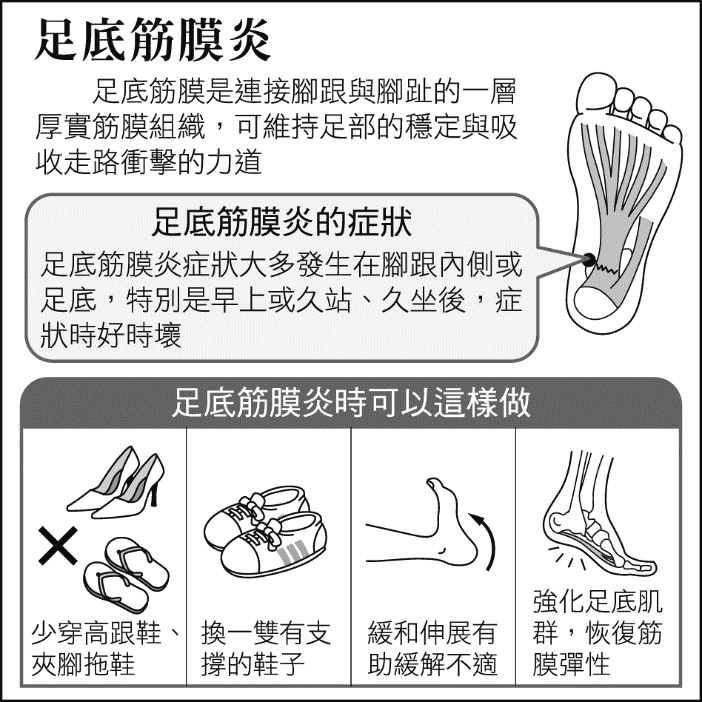 足底筋膜炎
足底筋膜是連接腳跟與腳趾的一層
厚實筋膜組織，可維持足部的穩定與吸
收走路衝擊的力道
足底筋膜炎的症狀
足底筋膜炎症狀大多發生在腳跟內側或
足底，特別是早上或久站、久坐後，症
狀時好時壞
足底筋膜炎時可以這樣做
少穿高跟鞋、
夾腳拖鞋
換一雙有支
撐的鞋子
緩和伸展有
助緩解不適
強化足底肌
群，恢復筋
膜彈性